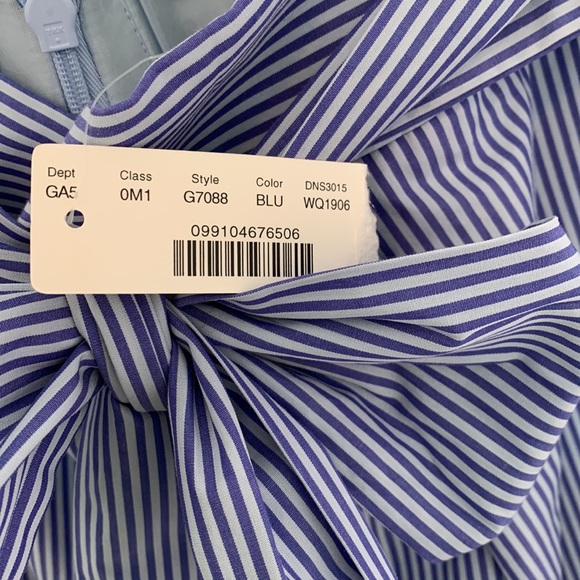 Dept Class Style Color DNS3015
GA5 0M1 G7088 BLU WQ1906
099104676506